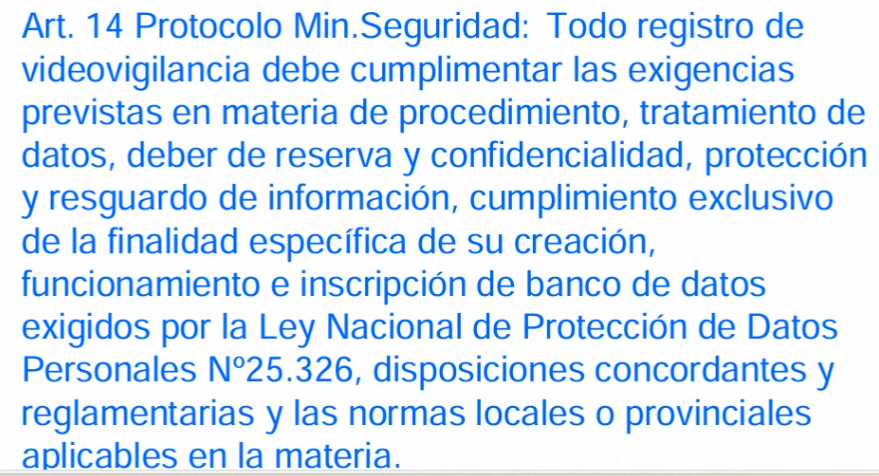 Art. 14 Protocolo Min.Seguridad: Todo registro de
videovigilancia debe cumplimentar las exigencias
previstas en materia de procedimiento, tratamiento de
datos, deber de reserva y confidencialidad, protección
y resguardo de información, cumplimiento exclusivo
de la finalidad específica de su creación,
funcionamiento e inscripción de banco de datos
exigidos por la Ley Nacional de Protección de Datos
Personales Nº25.326, disposiciones concordantes y
reglamentarias y las normas locales o provinciales
aplicables en la materia.